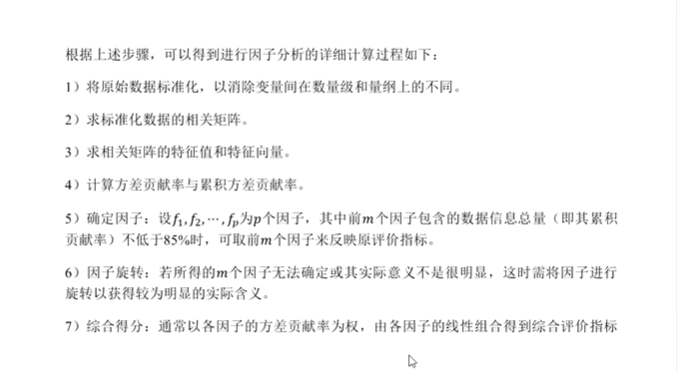 根据上述步骤，可以得到进行因子分析的详细计算过程如下：
1）将原始数据标准化，以消除变量间在数量级和量纲上的不同。
2）求标准化数据的相关矩阵。
3）求相关矩阵的特征值和特征向量。
4）计算方差贡献率与累积方差贡献率。
5）确定因子：设f₁,f₂,⋯,fₚ为p个因子，其中前m个因子包含的数据信息总量（即其累积
贡献率）不低于85%时，可取前m个因子来反映原评价指标。
6）因子旋转：若所得的m个因子无法确定或其实际意义不是很明显，这时需将因子进行
旋转以获得较为明显的实际含义。
7）综合得分：通常以各因子的方差贡献率为权，由各因子的线性组合得到综合评价指标